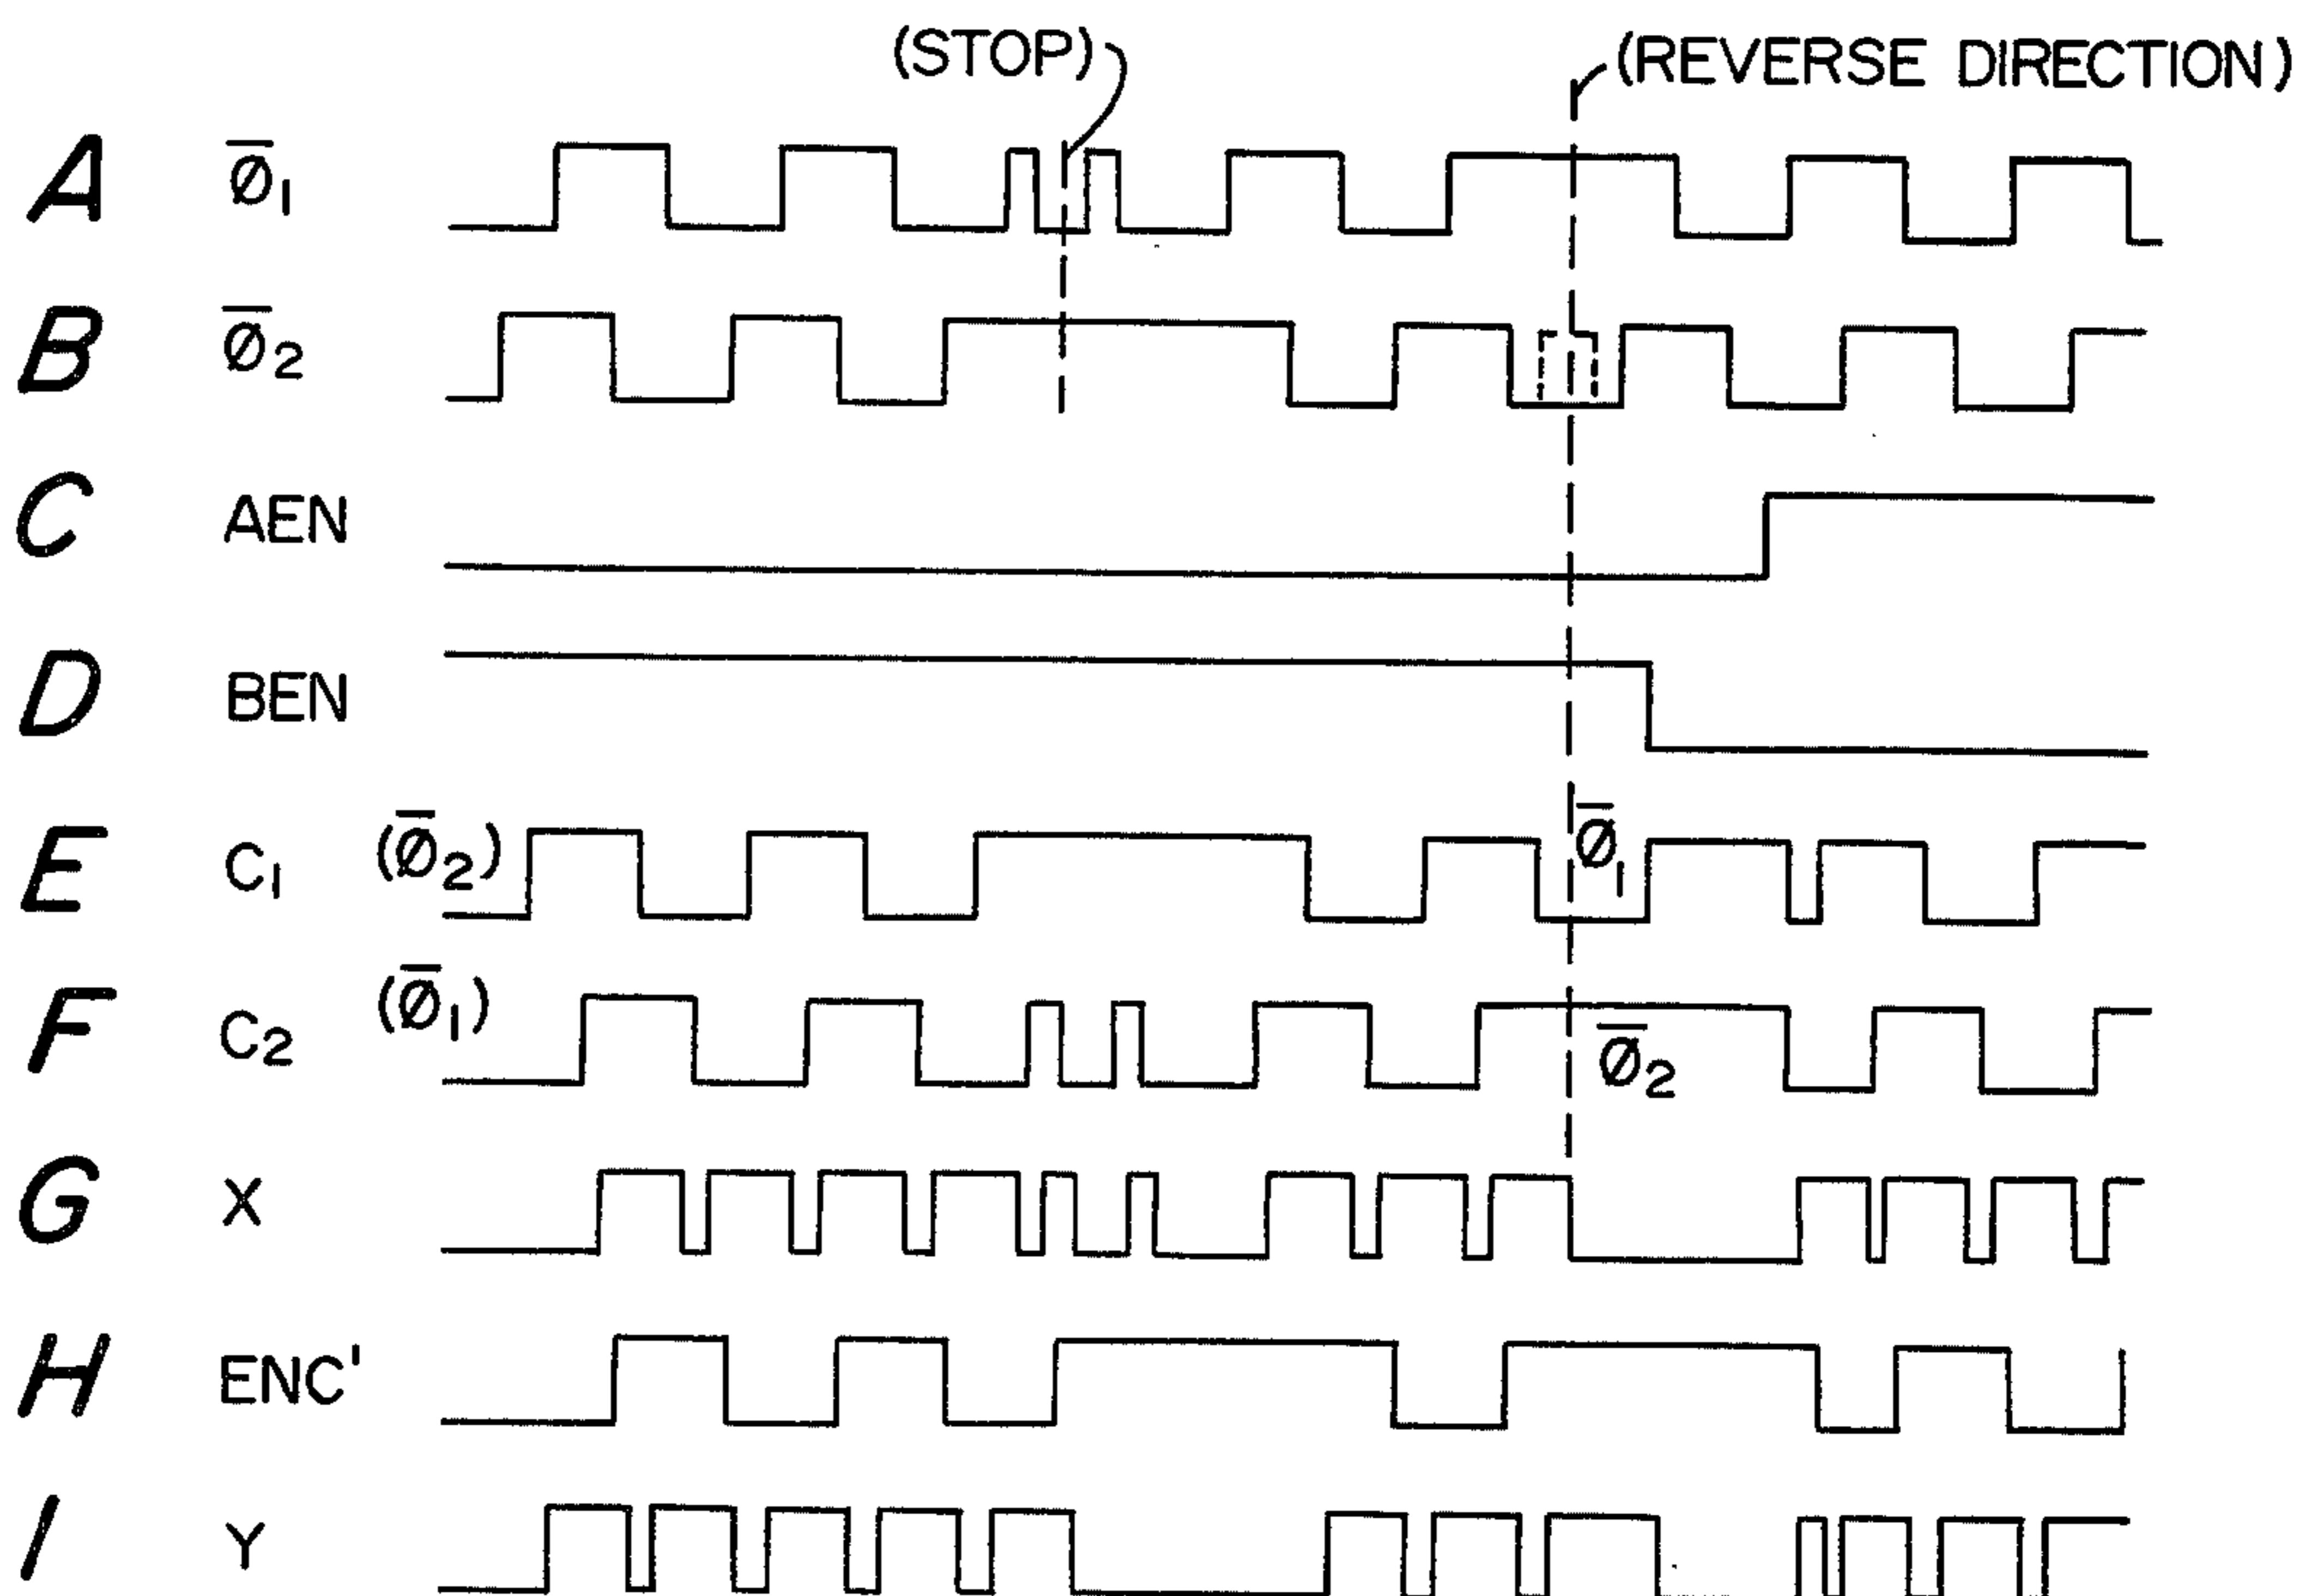 (STOP) (REVERSE DIRECTION)
A Ø̅1
B Ø̅2
C AEN
D BEN
E C1 (Ø̅2) Ø̅1
F C2 (Ø̅1) Ø̅2
G X
H ENC'
I Y